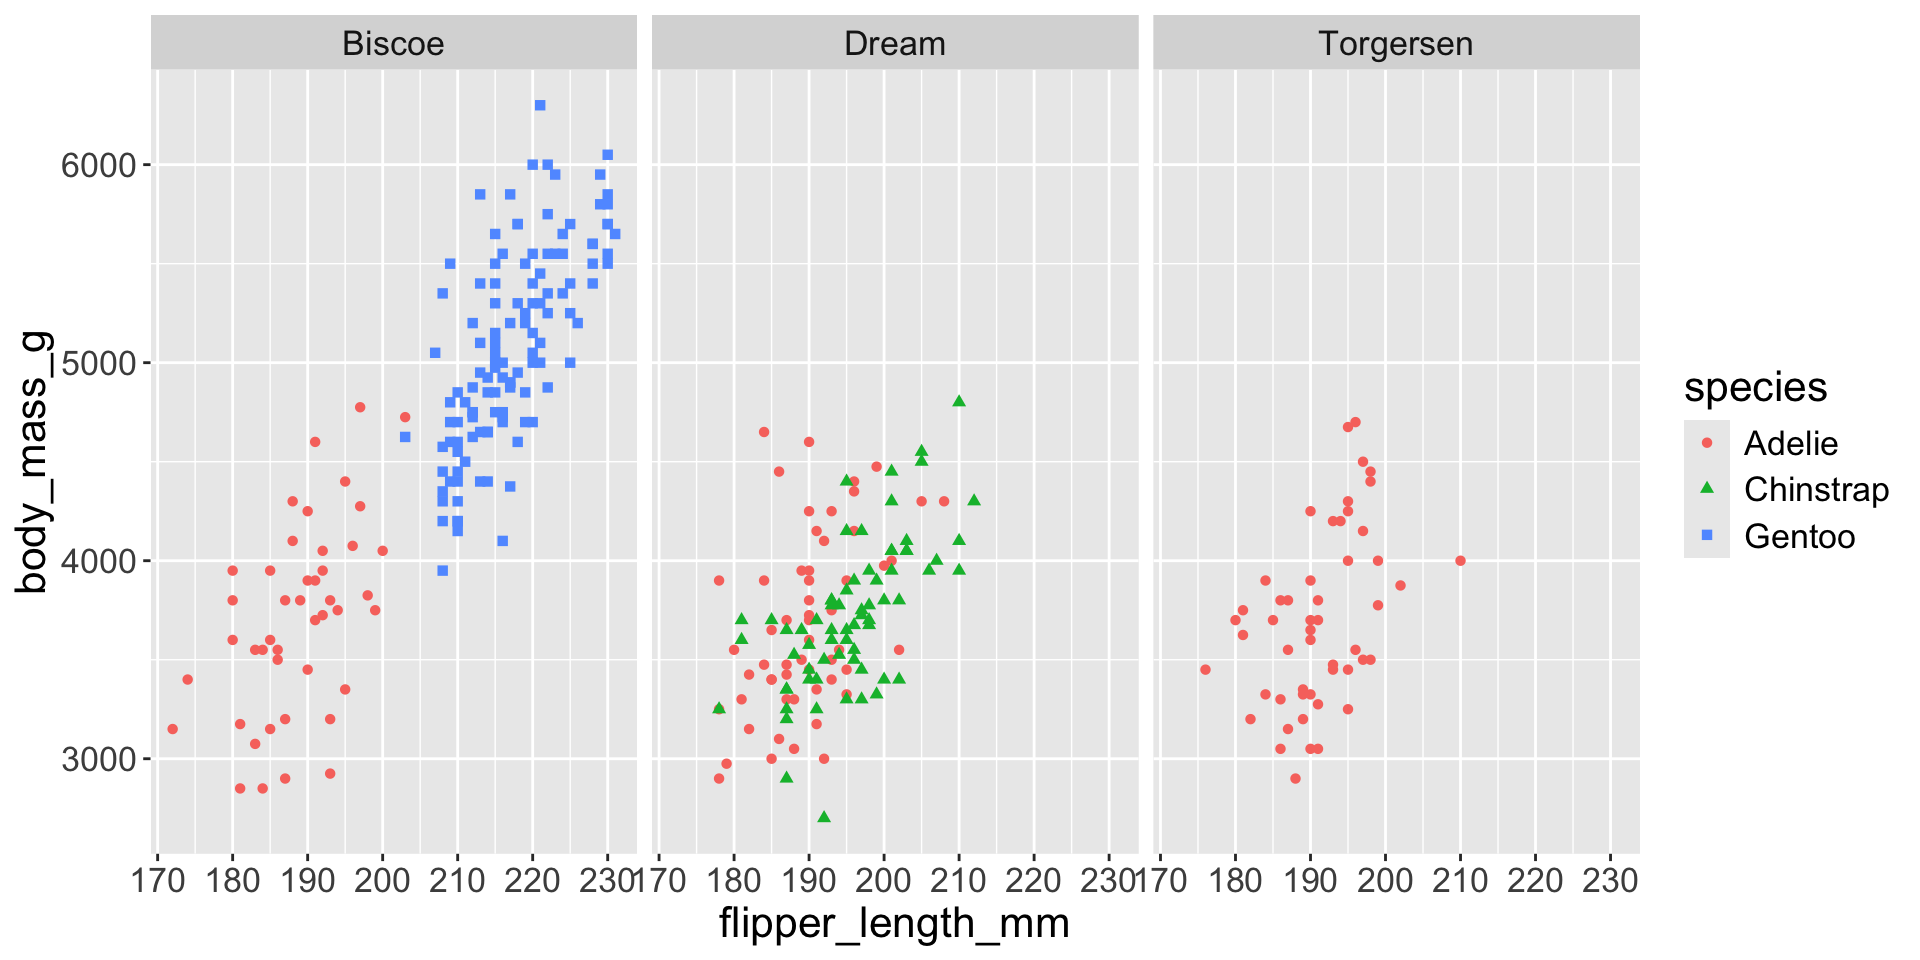 Biscoe Dream Torgersen
6000
5000
4000
3000
body_mass_g
170 180 190 200 210 220 230 170 180 190 200 210 220 230 170 180 190 200 210 220 230
flipper_length_mm
species
Adelie
Chinstrap
Gentoo